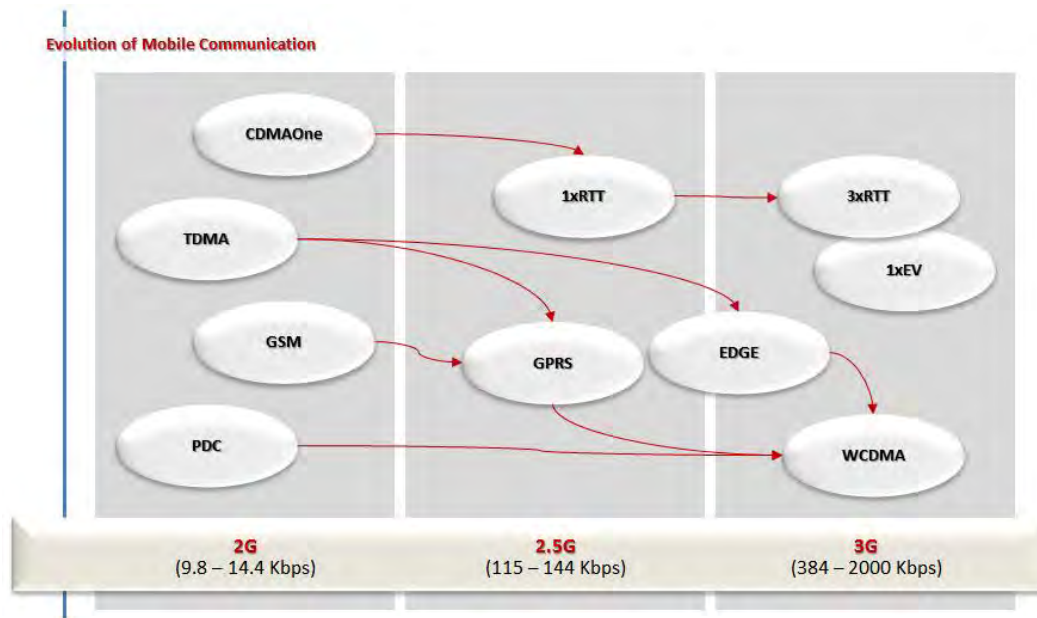 Evolution of Mobile Communication
CDMAOne
1xRTT
3xRTT
TDMA
1xEV
GSM
GPRS
EDGE
PDC
WCDMA
2G
(9.8 – 14.4 Kbps)
2.5G
(115 – 144 Kbps)
3G
(384 – 2000 Kbps)